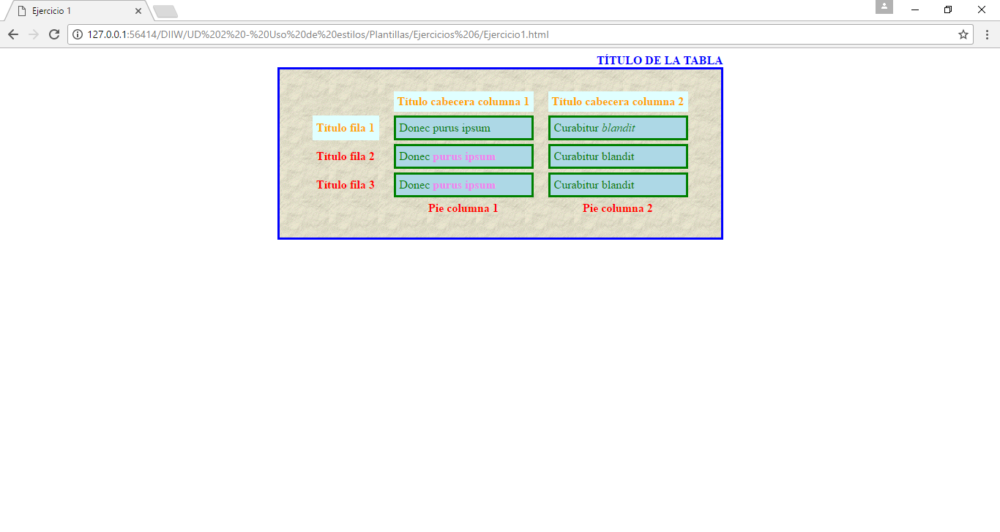 Ejercicio 1
127.0.0.1:56414/DIIW/UD%202%20-%20Uso%20de%20estilos/Plantillas/Ejercicios%206/Ejercicio1.html
TÍTULO DE LA TABLA
Título cabecera columna 1 Título cabecera columna 2
Título fila 1 Donec purus ipsum Curabitur blandit
Título fila 2 Donec purus ipsum Curabitur blandit
Título fila 3 Donec purus ipsum Curabitur blandit
Pie columna 1 Pie columna 2